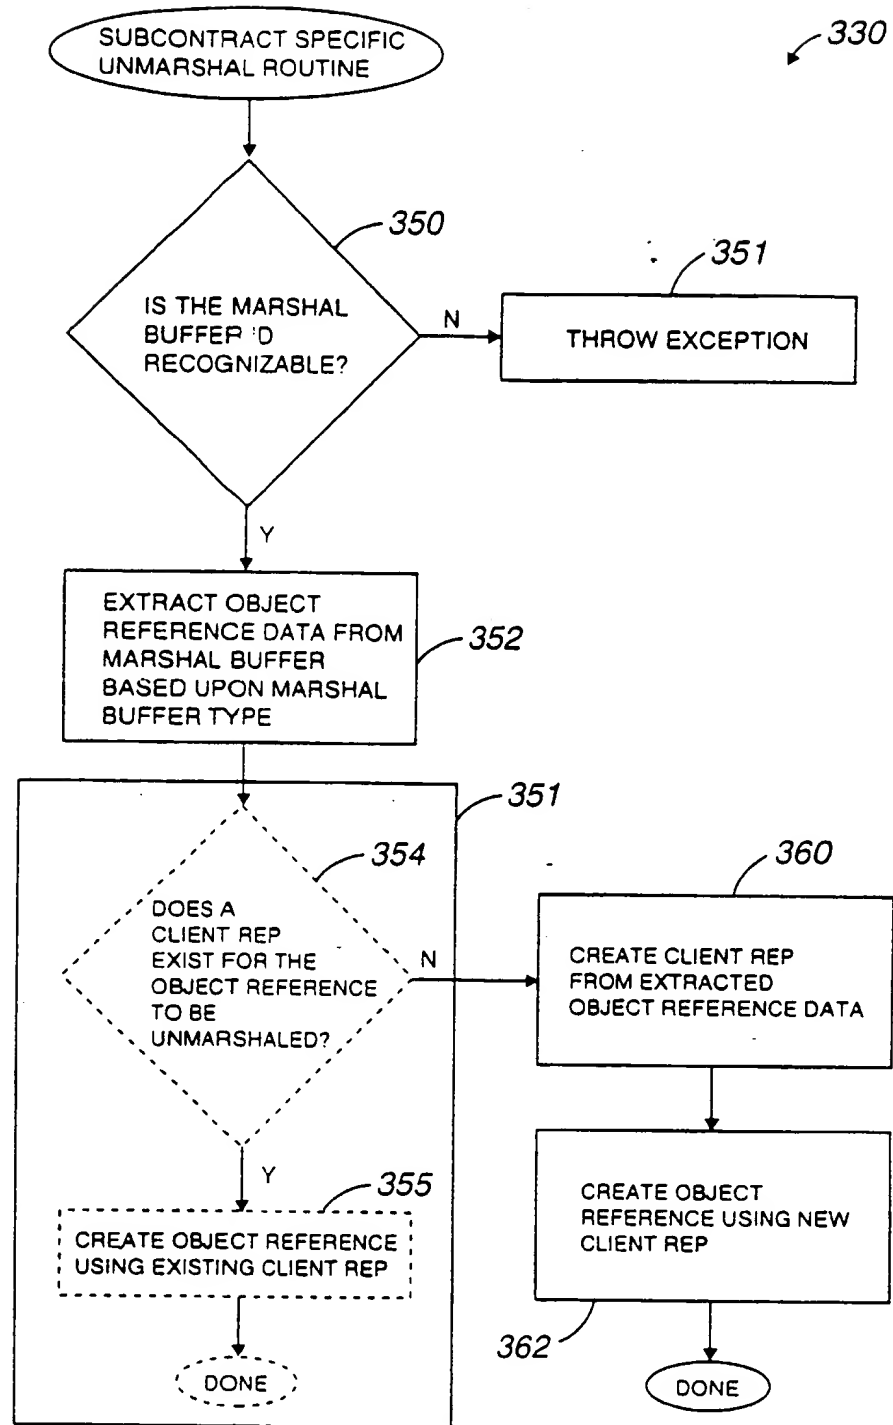 SUBCONTRACT SPECIFIC
UNMARSHAL ROUTINE
330
350
IS THE MARSHAL
BUFFER 'D
RECOGNIZABLE?
N
351
THROW EXCEPTION
Y
EXTRACT OBJECT
REFERENCE DATA FROM
MARSHAL BUFFER
BASED UPON MARSHAL
BUFFER TYPE
352
351
354
DOES A
CLIENT REP
EXIST FOR THE
OBJECT REFERENCE
TO BE
UNMARSHALED?
N
360
CREATE CLIENT REP
FROM EXTRACTED
OBJECT REFERENCE DATA
Y
355
CREATE OBJECT REFERENCE
USING EXISTING CLIENT REP
CREATE OBJECT
REFERENCE USING NEW
CLIENT REP
362
DONE
DONE